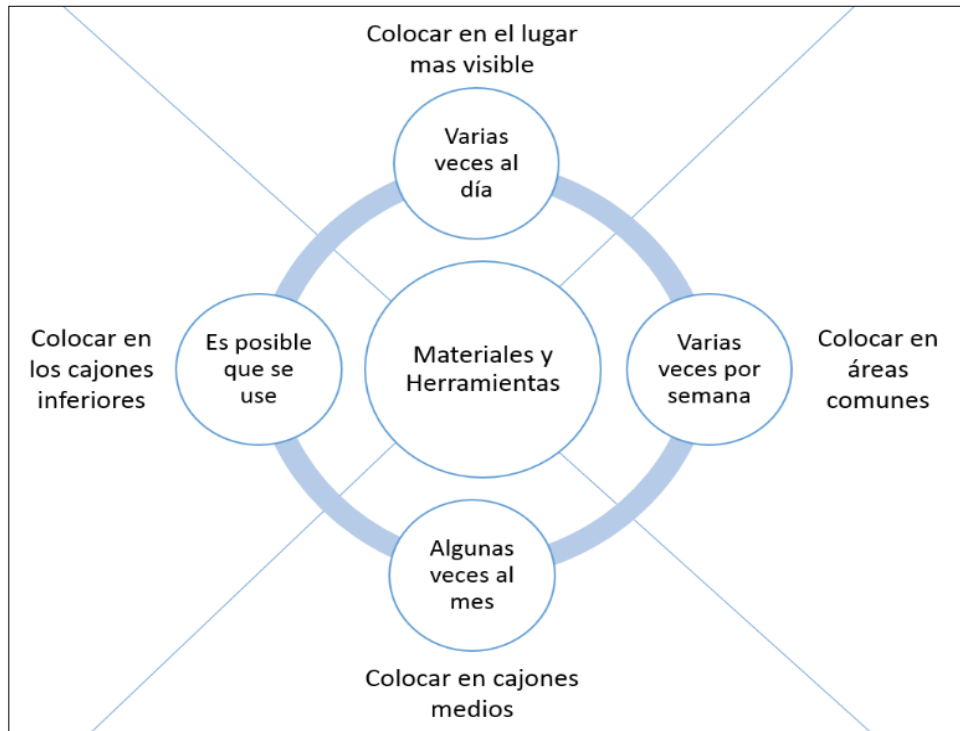 Colocar en el lugar
mas visible
Varias
veces al
día
Es posible
que se
use
Colocar en
los cajones
inferiores
Materiales y
Herramientas
Varias
veces por
semana
Colocar en
áreas
comunes
Algunas
veces al
mes
Colocar en cajones
medios